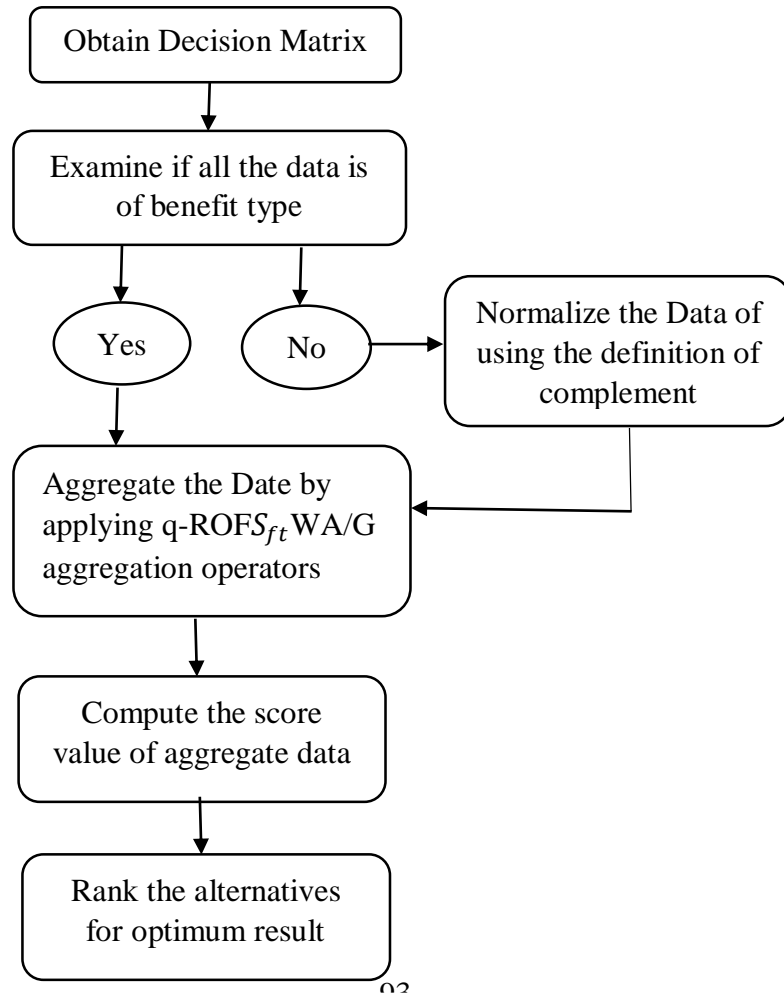 Obtain Decision Matrix
Examine if all the data is
of benefit type
Yes
No
Normalize the Data of
using the definition of
complement
Aggregate the Date by
applying q-ROFS_{ft}WA/G
aggregation operators
Compute the score
value of aggregate data
Rank the alternatives
for optimum result
93